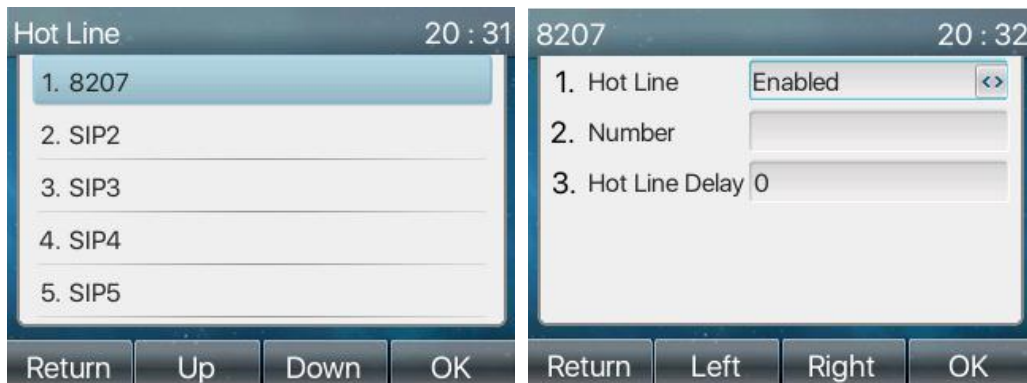 Hot Line 20 : 31
1. 8207
2. SIP2
3. SIP3
4. SIP4
5. SIP5
Return Up Down OK
8207 20 : 32
1. Hot Line Enabled <>
2. Number
3. Hot Line Delay 0
Return Left Right OK